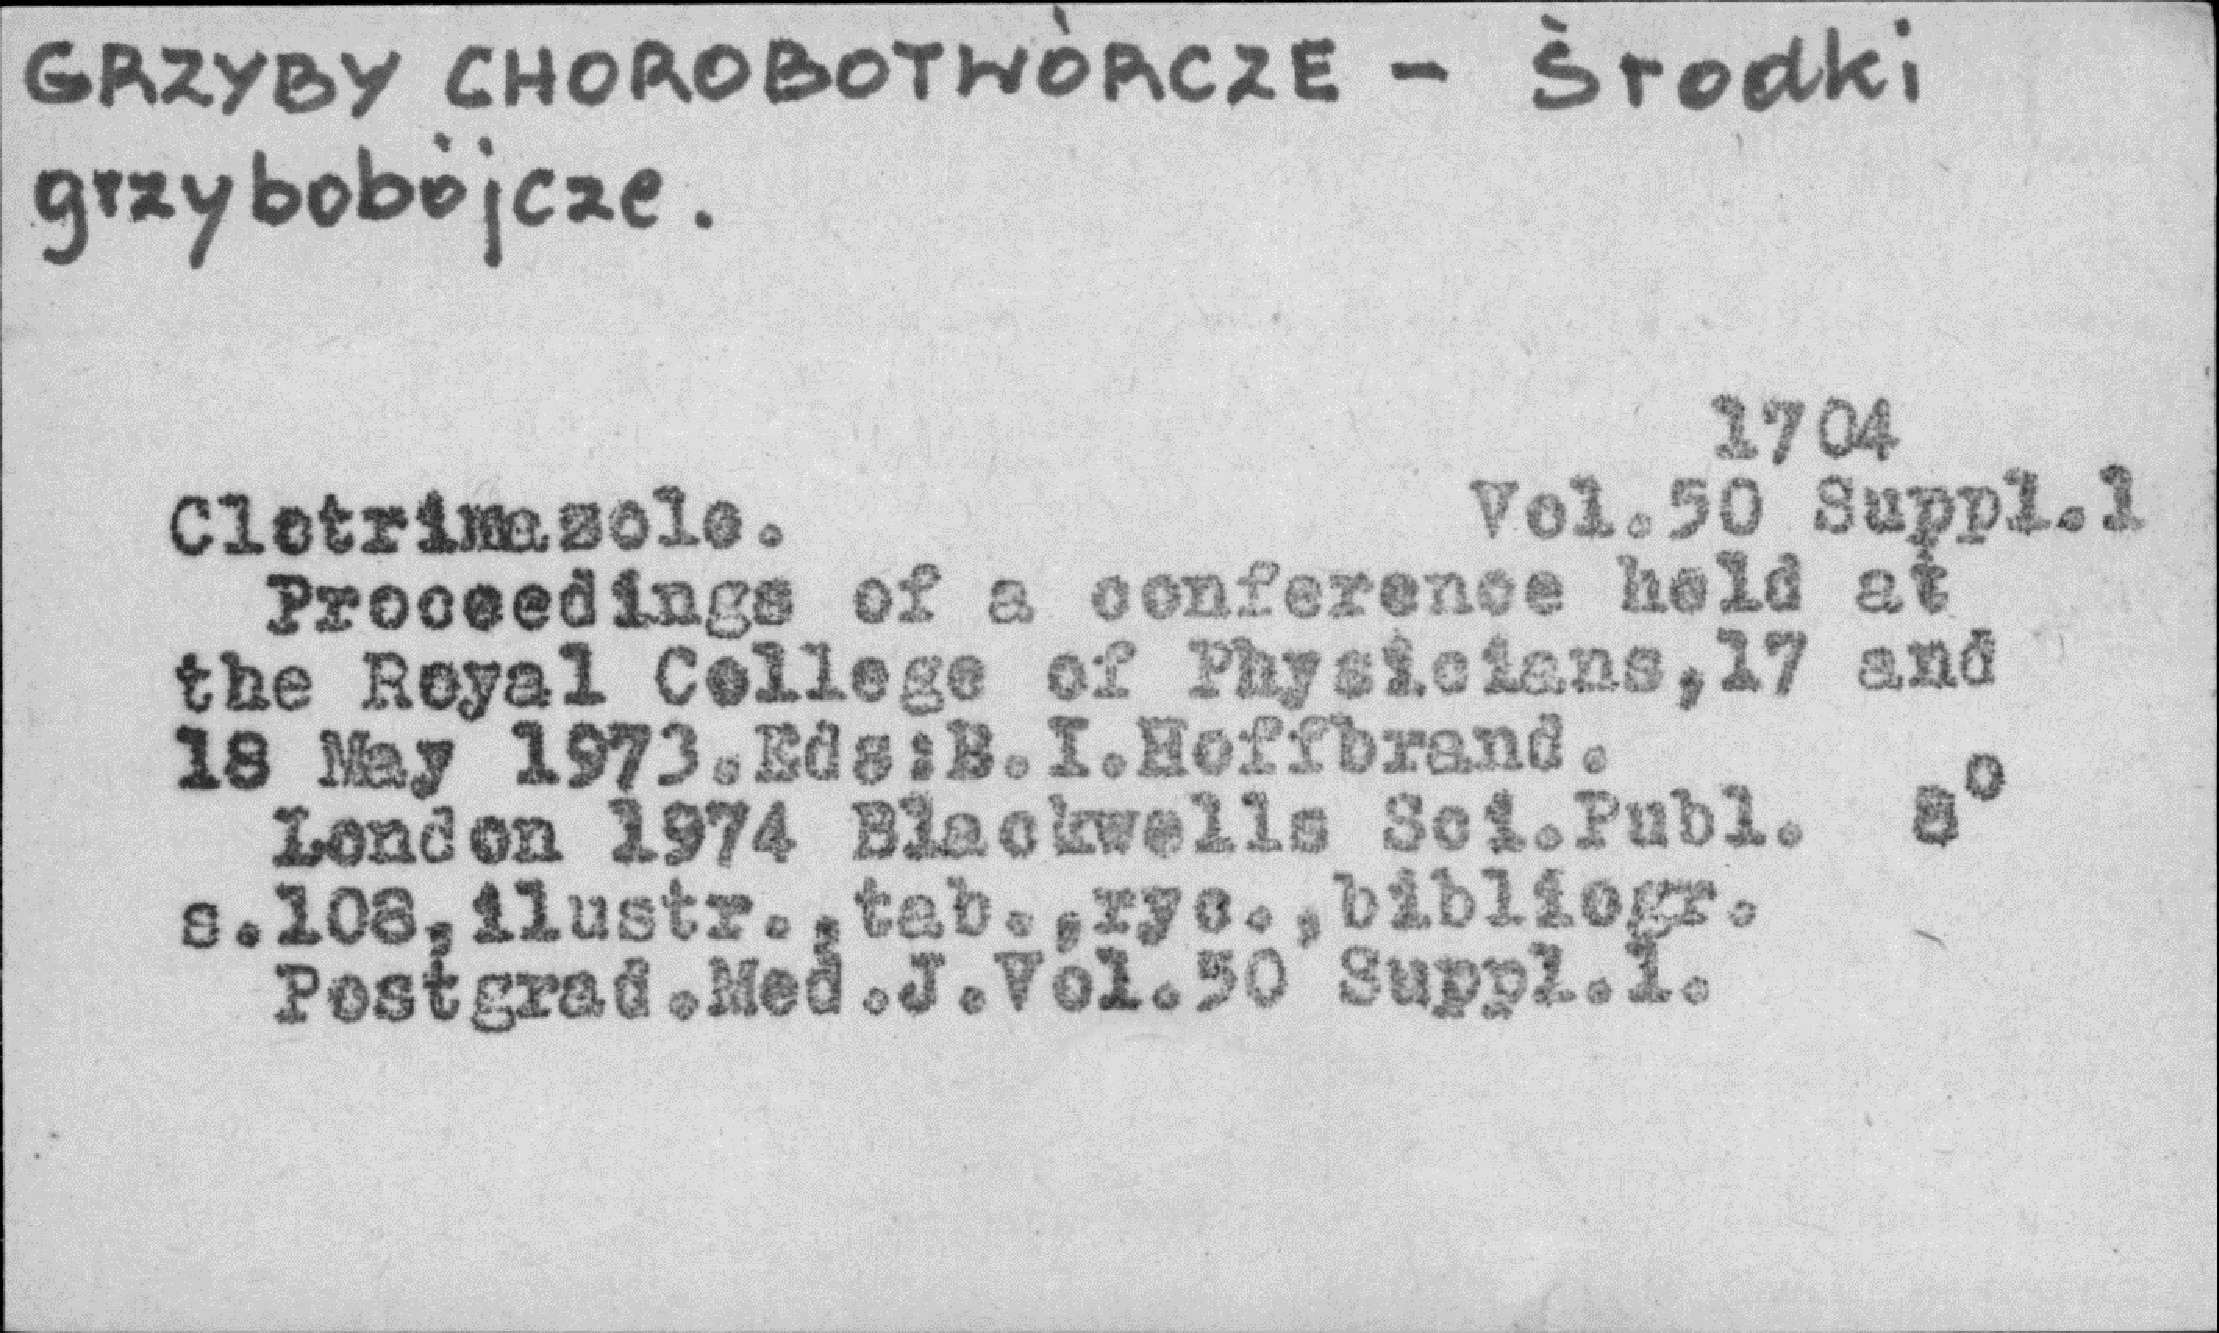 GRZYBY CHOROBOTWÓRCZE - Środki
grzybobójcze.
1704
Clotrimazole. Vol.50 Suppl.1
Proceedings of a conference held at
the Royal College of Physicians,17 and
18 May 1973.Eds:B.I.Hoffbrand.
London 1974 Blackwells Sci.Publ. 8°
s.108,ilustr.,tab.,ryc.,bibliogr.
Postgrad.Med.J.Vol.50 Suppl.1.